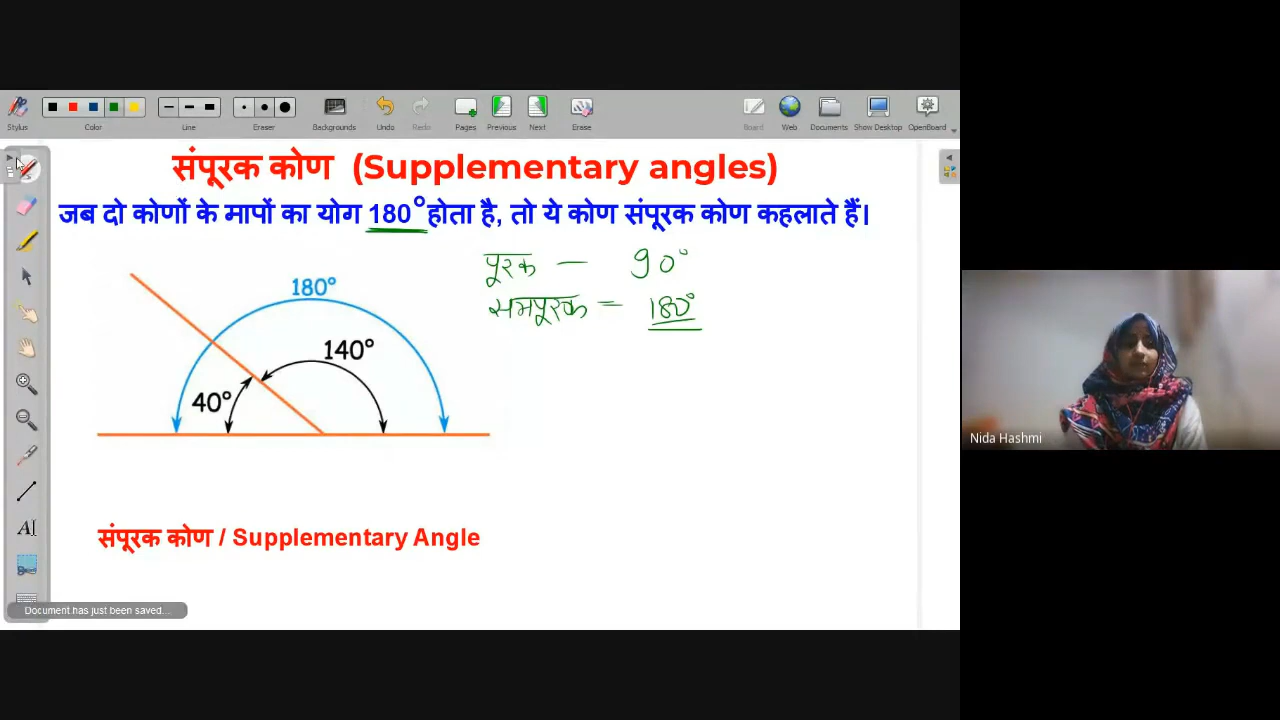 Stylus Color Line Eraser Backgrounds Undo Redo Pages Previous Next Erase Board Web Documents Show Desktop OpenBoard
संपूरक कोण (Supplementary angles)
जब दो कोणों के मापों का योग 180° होता है, तो ये कोण संपूरक कोण कहलाते हैं।
पूरक — 90°
समपूरक = 180°
180°
140°
40°
संपूरक कोण / Supplementary Angle
Document has just been saved...
Nida Hashmi